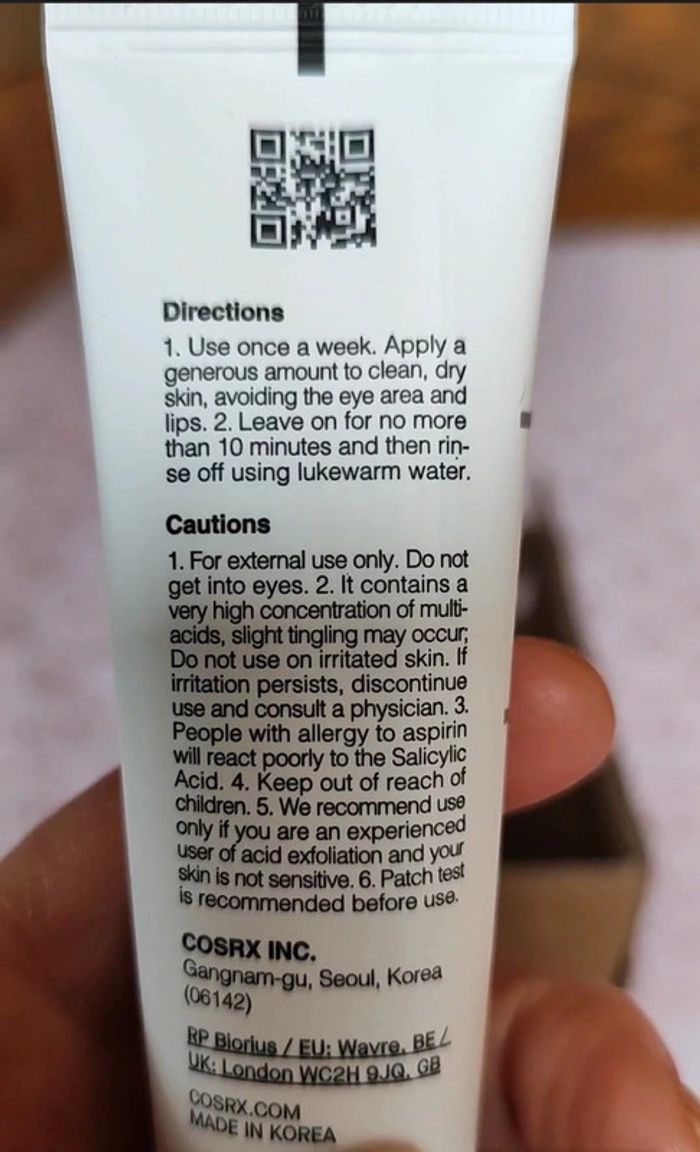 Directions
1. Use once a week. Apply a
generous amount to clean, dry
skin, avoiding the eye area and
lips. 2. Leave on for no more
than 10 minutes and then rin-
se off using lukewarm water.
Cautions
1. For external use only. Do not
get into eyes. 2. It contains a
very high concentration of multi-
acids, slight tingling may occur;
Do not use on irritated skin. If
irritation persists, discontinue
use and consult a physician. 3.
People with allergy to aspirin
will react poorly to the Salicylic
Acid. 4. Keep out of reach of
children. 5. We recommend use
only if you are an experienced
user of acid exfoliation and your
skin is not sensitive. 6. Patch test
is recommended before use.
COSRX INC.
Gangnam-gu, Seoul, Korea
(06142)
RP Biorius / EU: Wavre, BE /
UK: London WC2H 9JQ, GB
COSRX.COM
MADE IN KOREA